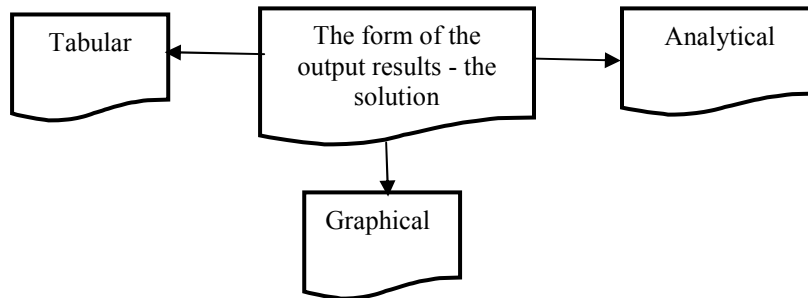 Tabular
The form of the
output results - the
solution
Analytical
Graphical